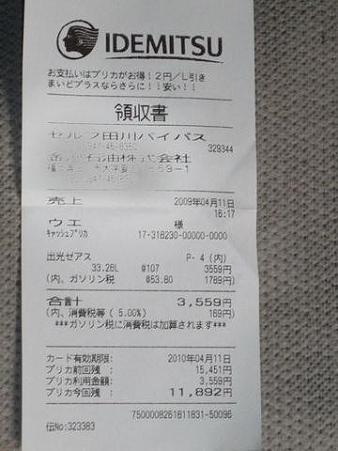 IDEMITSU
お支払いはプリカがお得！2円／L引き
まいどプラスならさらに！！安い！！
領収書
セルフ田川バイパス
329344
株式会社
売上 2009年04月11日
16:17
ウエ 様
ｷｬｯｼｭﾌﾟﾘｶ 17-318230-00000-0000
出光ゼアス P- 4 (内)
33.26L @107 3559円
(内、ガソリン税 @53.80 1789円)
合計 3,559円
(内、消費税等 ( 5.00%) 169円)
***ガソリン税に消費税は加算されます***
カード有効期限: 2010年04月11日
プリカ前回残 : 15,451円
プリカ利用金額: 3,559円
プリカ今回残 : 11,892円
7500008261811831-50096
伝No:323383